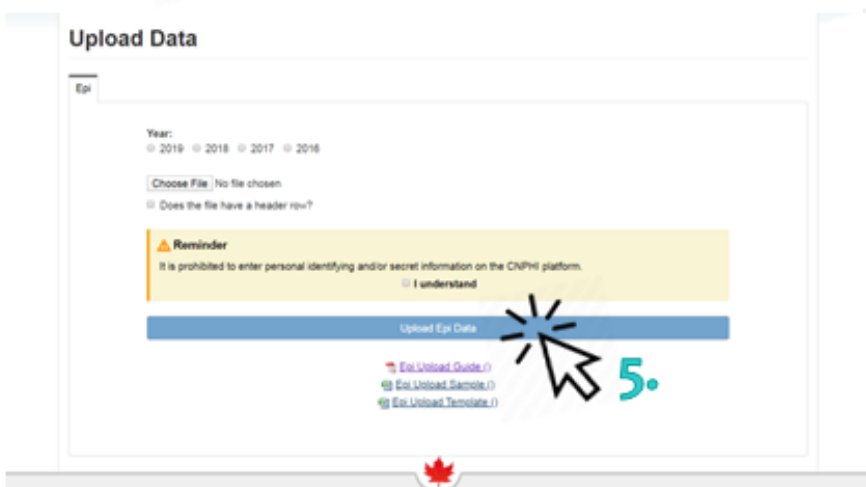 Upload Data
Epi
Year:
2019 2018 2017 2016
Choose File No file chosen
Does the file have a header row?
Reminder
It is prohibited to enter personal identifying and/or secret information on the CNPHI platform.
I understand
Upload Epi Data
Epi Upload Guide ()
Epi Upload Sample ()
Epi Upload Template ()
5.